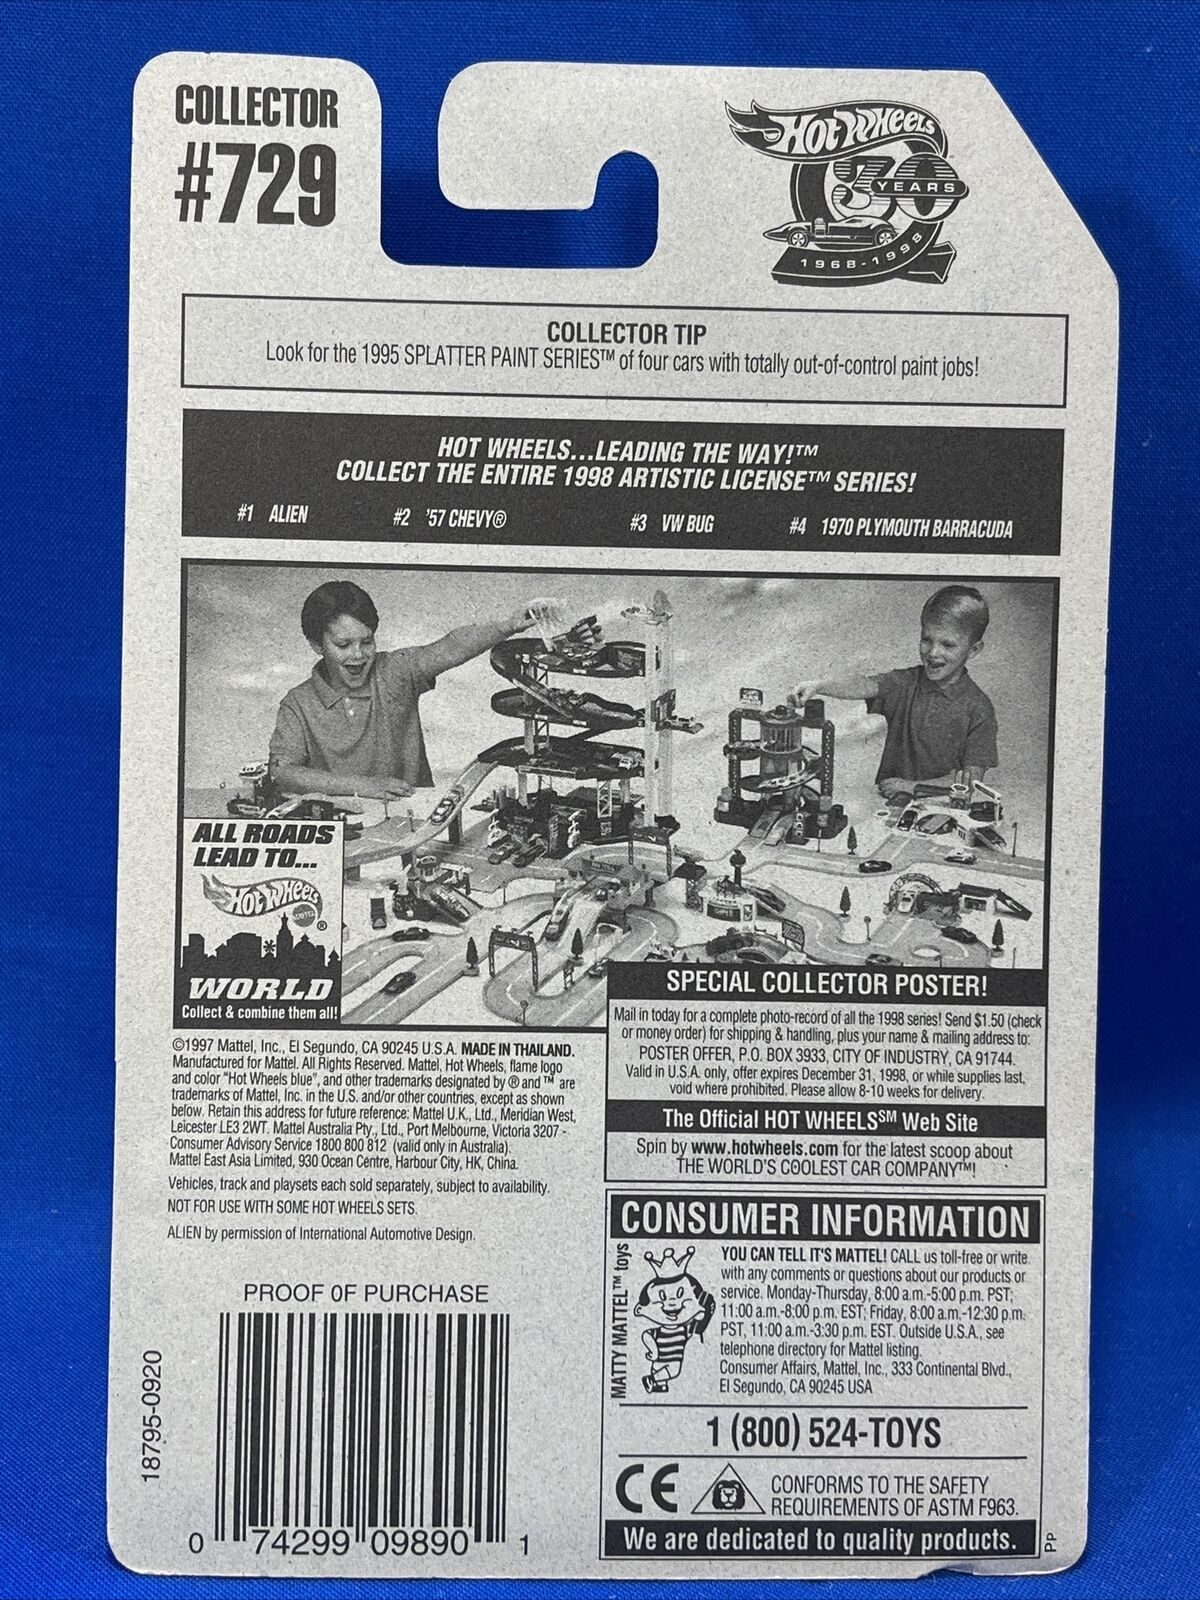 COLLECTOR
#729
Hot Wheels
30
YEARS
1968-1998
COLLECTOR TIP
Look for the 1995 SPLATTER PAINT SERIES™ of four cars with totally out-of-control paint jobs!
HOT WHEELS...LEADING THE WAY!™
COLLECT THE ENTIRE 1998 ARTISTIC LICENSE™ SERIES!
#1 ALIEN #2 '57 CHEVY® #3 VW BUG #4 1970 PLYMOUTH BARRACUDA
ALL ROADS
LEAD TO...
Hot Wheels
MATTEL ®
WORLD
Collect & combine them all!
SPECIAL COLLECTOR POSTER!
Mail in today for a complete photo-record of all the 1998 series! Send $1.50 (check
or money order) for shipping & handling, plus your name & mailing address to:
POSTER OFFER, P.O. BOX 3933, CITY OF INDUSTRY, CA 91744.
Valid in U.S.A. only, offer expires December 31, 1998, or while supplies last,
void where prohibited. Please allow 8-10 weeks for delivery.
The Official HOT WHEELS℠ Web Site
Spin by www.hotwheels.com for the latest scoop about
THE WORLD'S COOLEST CAR COMPANY™!
©1997 Mattel, Inc., El Segundo, CA 90245 U.S.A. MADE IN THAILAND.
Manufactured for Mattel. All Rights Reserved. Mattel, Hot Wheels, flame logo
and color "Hot Wheels blue", and other trademarks designated by ® and ™ are
trademarks of Mattel, Inc. in the U.S. and/or other countries, except as shown
below. Retain this address for future reference: Mattel U.K., Ltd., Meridian West,
Leicester LE3 2WT. Mattel Australia Pty., Ltd., Port Melbourne, Victoria 3207 -
Consumer Advisory Service 1800 800 812 (valid only in Australia).
Mattel East Asia Limited, 930 Ocean Centre, Harbour City, HK, China.
Vehicles, track and playsets each sold separately, subject to availability.
NOT FOR USE WITH SOME HOT WHEELS SETS.
ALIEN by permission of International Automotive Design.
PROOF OF PURCHASE
18795-0920
0 74299 09890 1
CONSUMER INFORMATION
MATTY MATTEL™ toys
YOU CAN TELL IT'S MATTEL! CALL us toll-free or write
with any comments or questions about our products or
service. Monday-Thursday, 8:00 a.m.-5:00 p.m. PST;
11:00 a.m.-8:00 p.m. EST; Friday, 8:00 a.m.-12:30 p.m.
PST, 11:00 a.m.-3:30 p.m. EST. Outside U.S.A., see
telephone directory for Mattel listing.
Consumer Affairs, Mattel, Inc., 333 Continental Blvd.,
El Segundo, CA 90245 USA
1 (800) 524-TOYS
CE
CONFORMS TO THE SAFETY
REQUIREMENTS OF ASTM F963.
We are dedicated to quality products.
PP